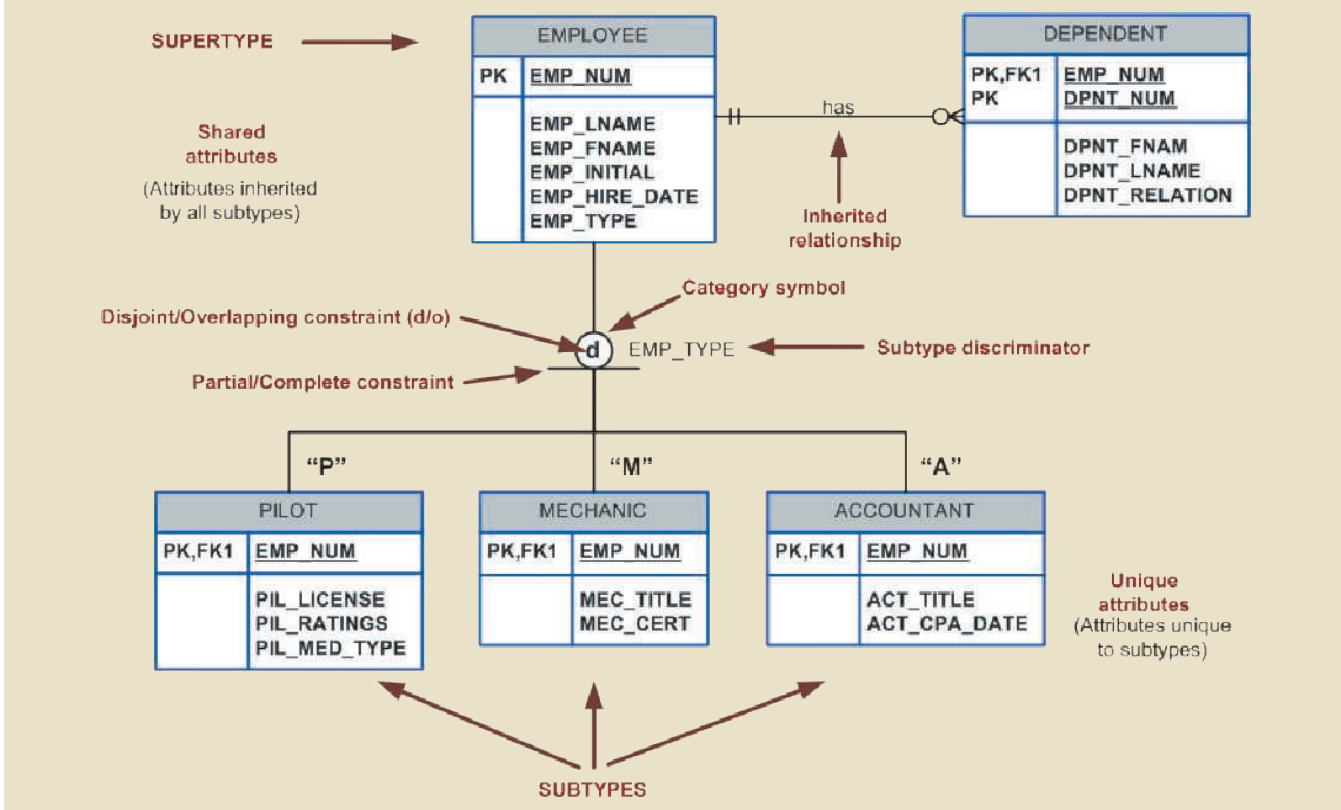 SUPERTYPE
EMPLOYEE
PK EMP_NUM
EMP_LNAME
EMP_FNAME
EMP_INITIAL
EMP_HIRE_DATE
EMP_TYPE
DEPENDENT
PK,FK1 EMP_NUM
PK DPNT_NUM
DPNT_FNAM
DPNT_LNAME
DPNT_RELATION
has
Shared
attributes
(Attributes inherited
by all subtypes)
Inherited
relationship
Category symbol
Disjoint/Overlapping constraint (d/o)
d
EMP_TYPE
Subtype discriminator
Partial/Complete constraint
“P”
“M”
“A”
PILOT
PK,FK1 EMP_NUM
PIL_LICENSE
PIL_RATINGS
PIL_MED_TYPE
MECHANIC
PK,FK1 EMP_NUM
MEC_TITLE
MEC_CERT
ACCOUNTANT
PK,FK1 EMP_NUM
ACT_TITLE
ACT_CPA_DATE
Unique
attributes
(Attributes unique
to subtypes)
SUBTYPES